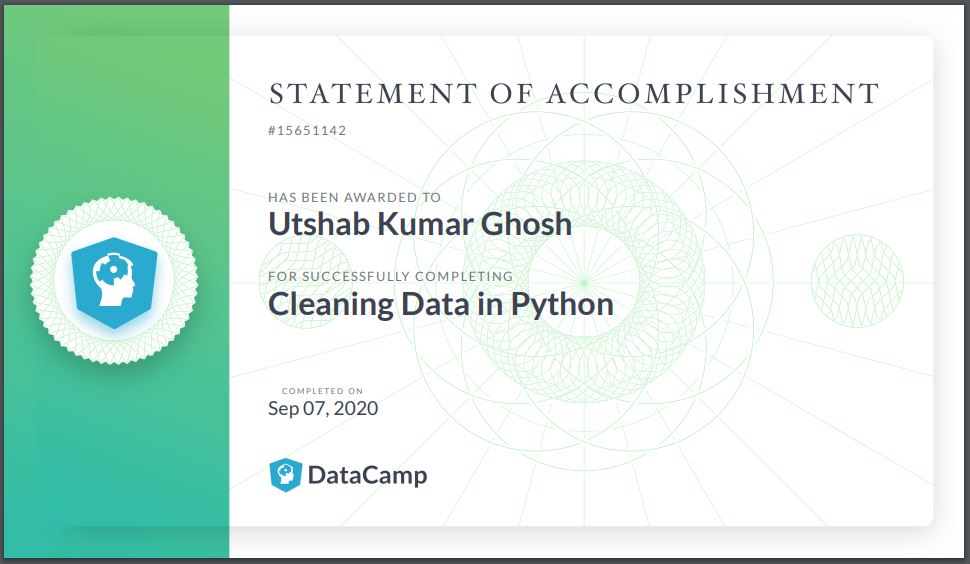 STATEMENT OF ACCOMPLISHMENT
#15651142
HAS BEEN AWARDED TO
Utshab Kumar Ghosh
FOR SUCCESSFULLY COMPLETING
Cleaning Data in Python
COMPLETED ON
Sep 07, 2020
DataCamp